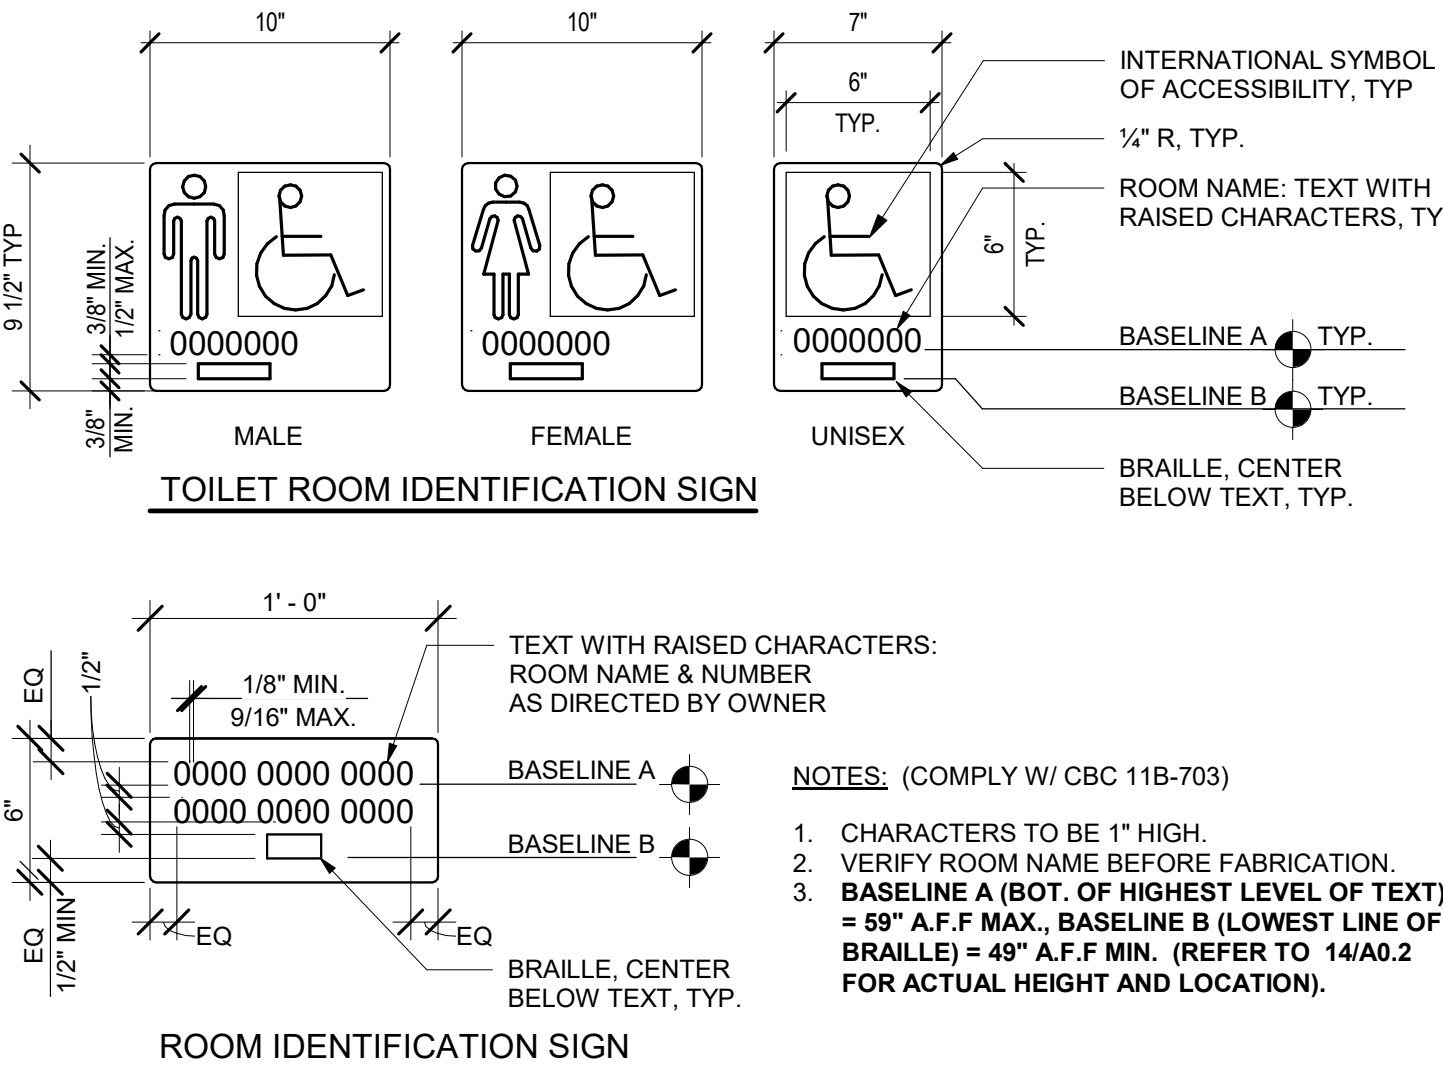 10"
10"
7"
6"
TYP.
INTERNATIONAL SYMBOL
OF ACCESSIBILITY, TYP
¼" R, TYP.
ROOM NAME: TEXT WITH
RAISED CHARACTERS, TY
9 1/2" TYP
3/8" MIN.
1/2" MAX.
3/8"
MIN.
6"
TYP.
0000000
0000000
0000000
BASELINE A
TYP.
BASELINE B
TYP.
MALE
FEMALE
UNISEX
BRAILLE, CENTER
BELOW TEXT, TYP.
TOILET ROOM IDENTIFICATION SIGN
1' - 0"
TEXT WITH RAISED CHARACTERS:
ROOM NAME & NUMBER
AS DIRECTED BY OWNER
EQ
1/2"
1/8" MIN.
9/16" MAX.
6"
0000 0000 0000
0000 0000 0000
BASELINE A
BASELINE B
EQ
1/2" MIN
EQ
EQ
BRAILLE, CENTER
BELOW TEXT, TYP.
ROOM IDENTIFICATION SIGN
NOTES: (COMPLY W/ CBC 11B-703)
1. CHARACTERS TO BE 1" HIGH.
2. VERIFY ROOM NAME BEFORE FABRICATION.
3. BASELINE A (BOT. OF HIGHEST LEVEL OF TEXT)
= 59" A.F.F MAX., BASELINE B (LOWEST LINE OF
BRAILLE) = 49" A.F.F MIN. (REFER TO 14/A0.2
FOR ACTUAL HEIGHT AND LOCATION).